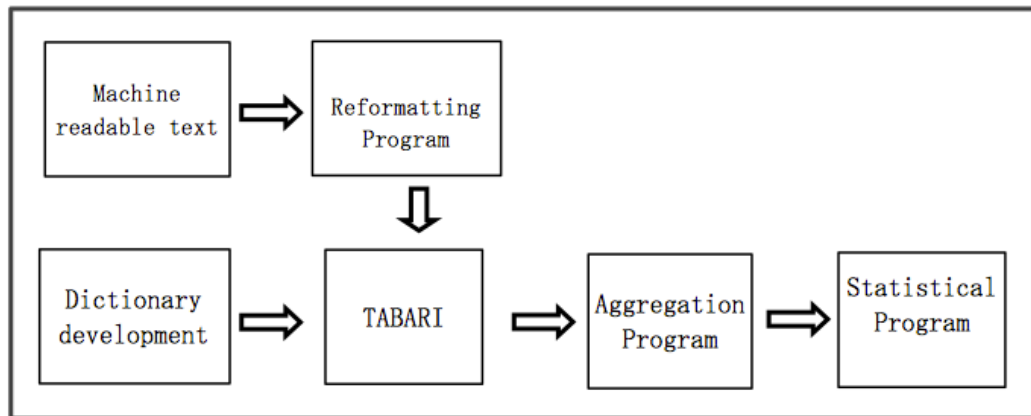 Machine
readable text
Reformatting
Program
Dictionary
development
TABARI
Aggregation
Program
Statistical
Program